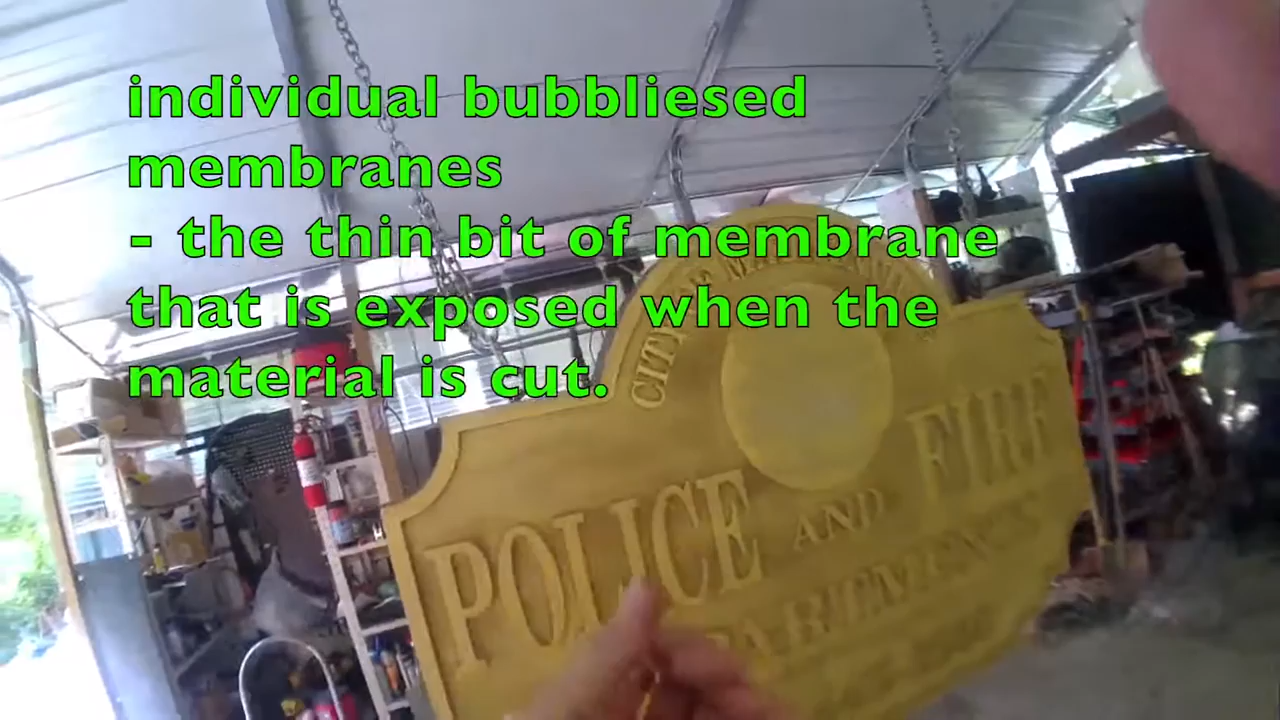 individual bubbliesed
membranes
- the thin bit of membrane
that is exposed when the
material is cut.
POLICE AND FIRE